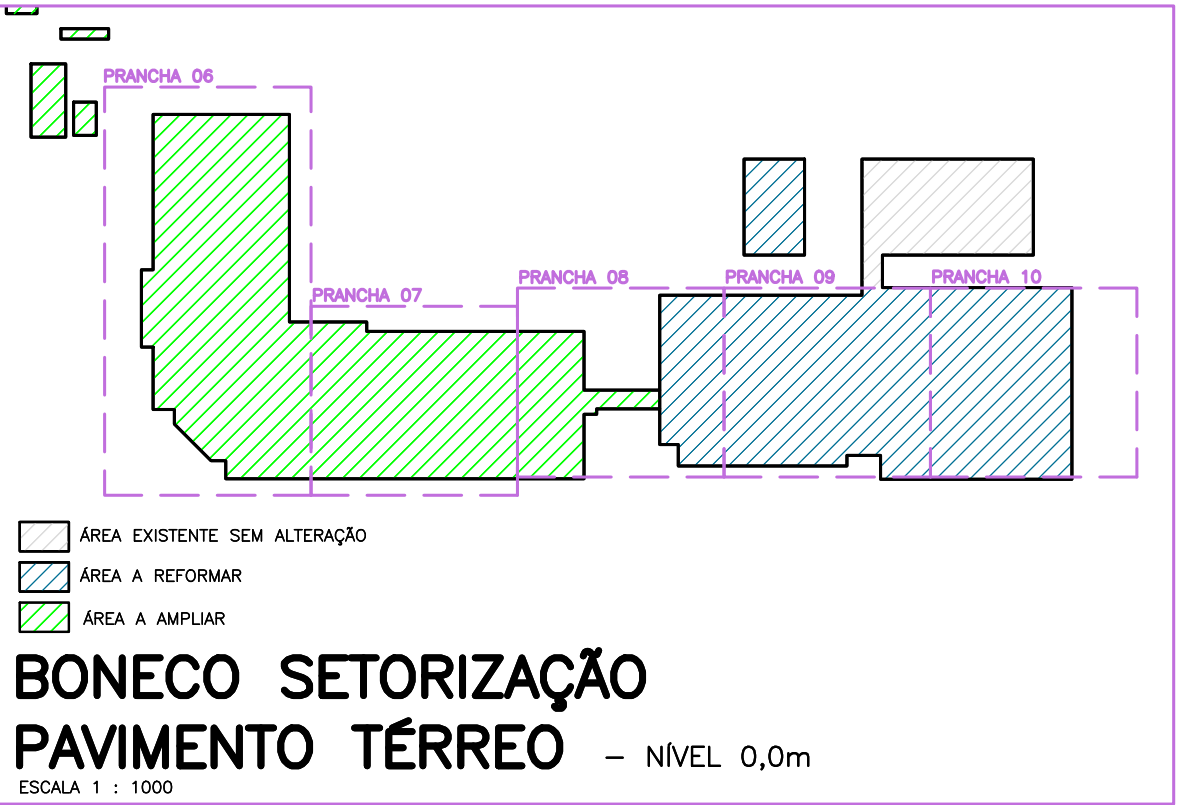 PRANCHA 06
PRANCHA 07
PRANCHA 08
PRANCHA 09
PRANCHA 10
ÁREA EXISTENTE SEM ALTERAÇÃO
ÁREA A REFORMAR
ÁREA A AMPLIAR
BONECO SETORIZAÇÃO
PAVIMENTO TÉRREO - NÍVEL 0,0m
ESCALA 1 : 1000